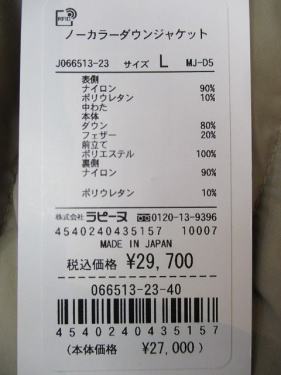 RFID
ノーカラーダウンジャケット
J066513-23 サイズ L MJ-D5
表側
ナイロン 90%
ポリウレタン 10%
中わた
本体
ダウン 80%
フェザー 20%
前立て
ポリエステル 100%
裏側
ナイロン 90%
ポリウレタン 10%
株式会社 ラピーヌ 0120-13-9396
4540240435157 10007
MADE IN JAPAN
税込価格 ¥29,700
066513-23-40
4540240435157
(本体価格 ¥27,000)